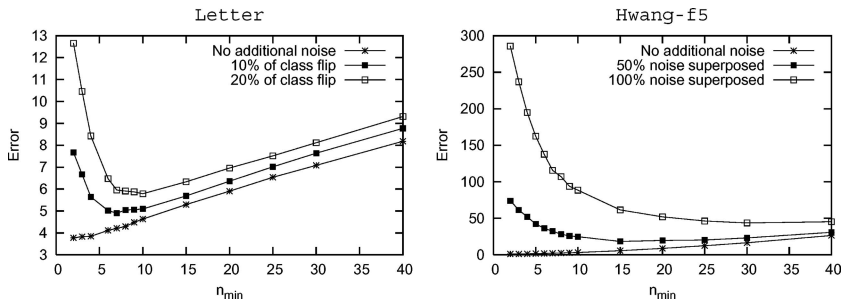 Letter
Error
13
12
11
10
9
8
7
6
5
4
3
No additional noise
10% of class flip
20% of class flip
0 5 10 15 20 25 30 35 40
nmin
Hwang-f5
Error
300
250
200
150
100
50
0
No additional noise
50% noise superposed
100% noise superposed
0 5 10 15 20 25 30 35 40
nmin